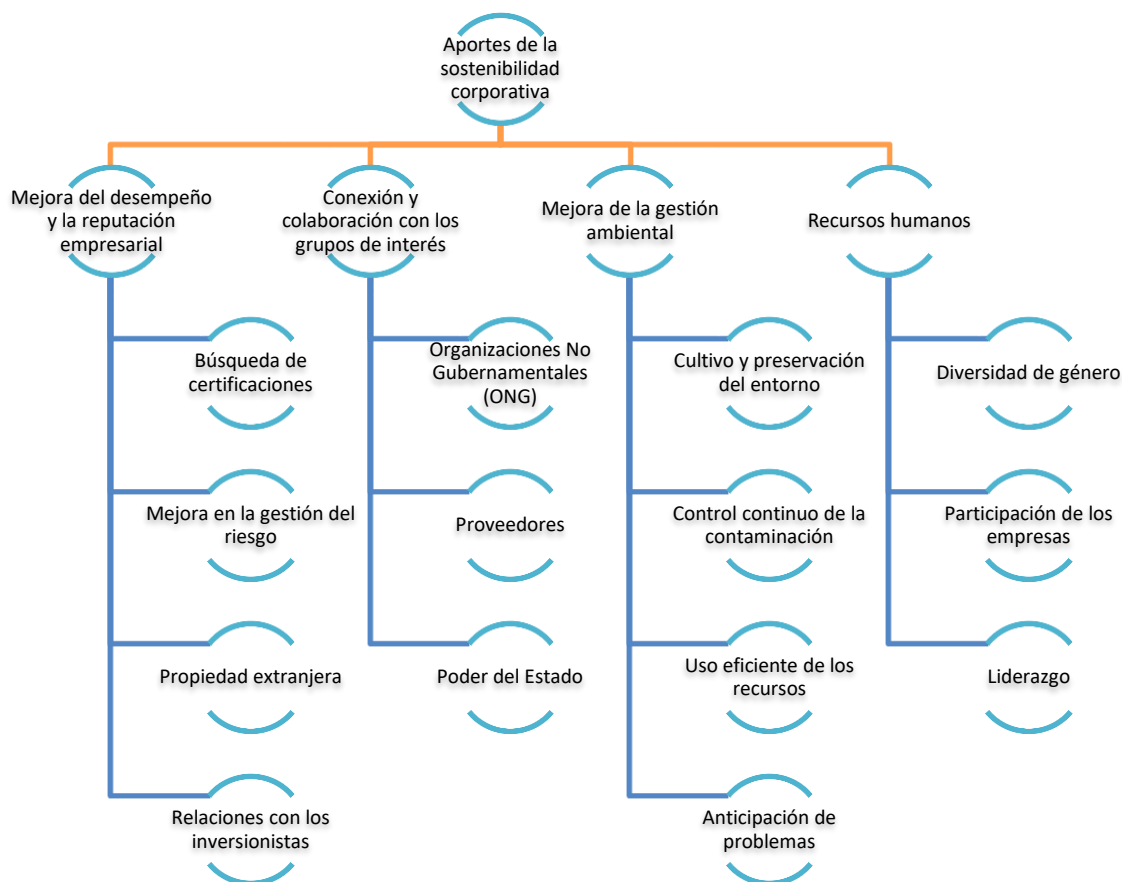 Aportes de la
sostenibilidad
corporativa
Mejora del desempeño
y la reputación
empresarial
Conexión y
colaboración con los
grupos de interés
Mejora de la gestión
ambiental
Recursos humanos
Búsqueda de
certificaciones
Organizaciones No
Gubernamentales
(ONG)
Cultivo y preservación
del entorno
Diversidad de género
Mejora en la gestión del
riesgo
Proveedores
Control continuo de la
contaminación
Participación de los
empresas
Propiedad extranjera
Poder del Estado
Uso eficiente de los
recursos
Liderazgo
Relaciones con los
inversionistas
Anticipación de
problemas